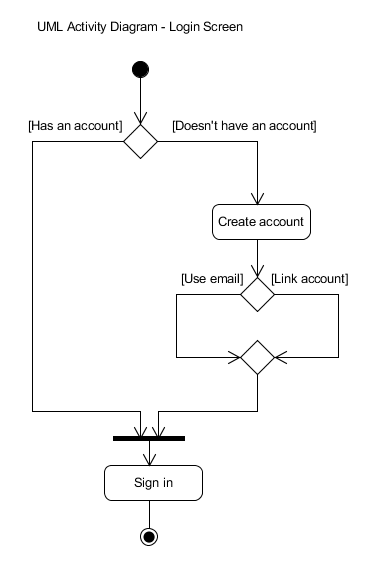 UML Activity Diagram - Login Screen
[Has an account]
[Doesn't have an account]
Create account
[Use email]
[Link account]
Sign in